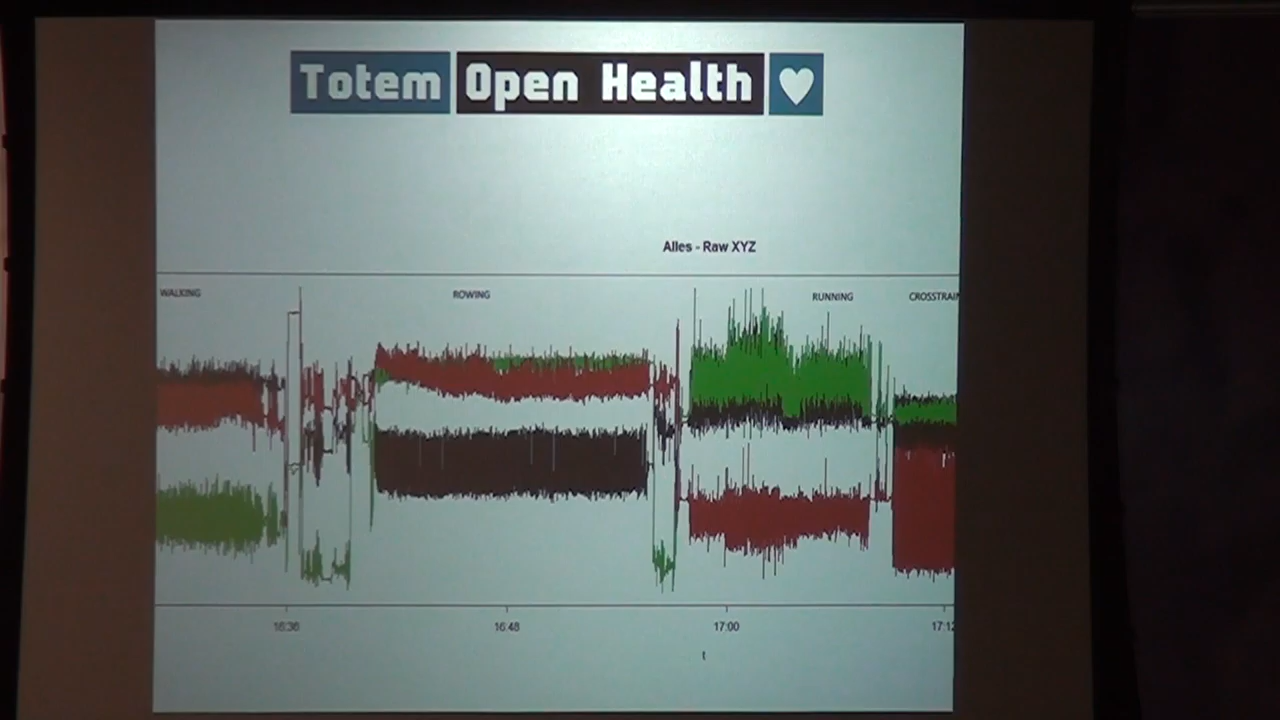 Totem Open Health
Alles - Raw XYZ
WALKING ROWING RUNNING CROSSTRAIN
16:36 16:48 17:00 17:12
t